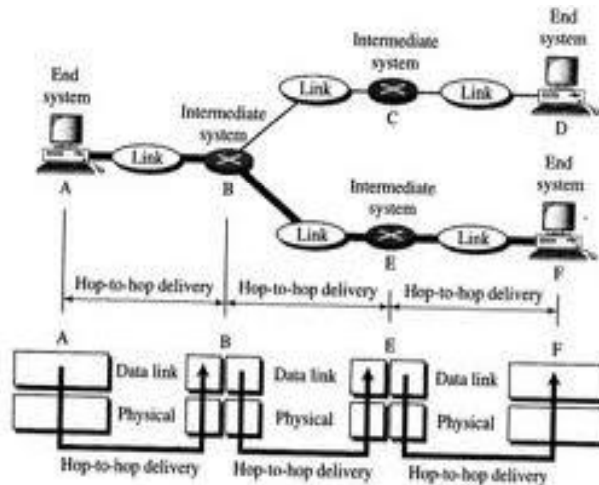 Intermediate
system
End
system
End
system
Link
Link
Intermediate
system
C
D
Link
End
system
A
B
Intermediate
system
Link
Link
E
F
Hop-to-hop delivery
Hop-to-hop delivery
Hop-to-hop delivery
A
B
E
F
Data link
Data link
Data link
Physical
Physical
Physical
Hop-to-hop delivery
Hop-to-hop delivery
Hop-to-hop delivery